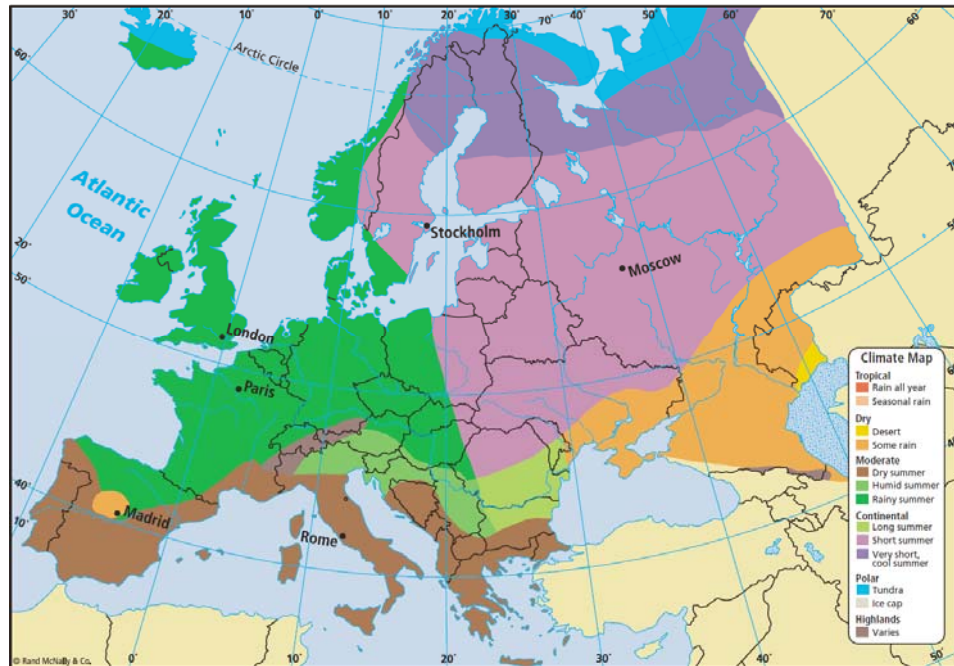 30˚
20˚
10˚
0˚
10˚
20˚
30˚
70˚
40˚
50˚
60˚
70˚
60˚
60˚
Arctic Circle
70˚
Atlantic
Ocean
20˚
50˚
Stockholm
Moscow
50˚
London
Paris
40˚
10˚
Madrid
Rome
Climate Map
Tropical
Rain all year
Seasonal rain
Dry
Desert
Some rain
Moderate
Dry summer
Humid summer
Rainy summer
Continental
Long summer
Short summer
Very short,
cool summer
Polar
Tundra
Ice cap
Highlands
Varies
0˚
10˚
20˚
30˚
40˚
50˚
© Rand McNally & Co.